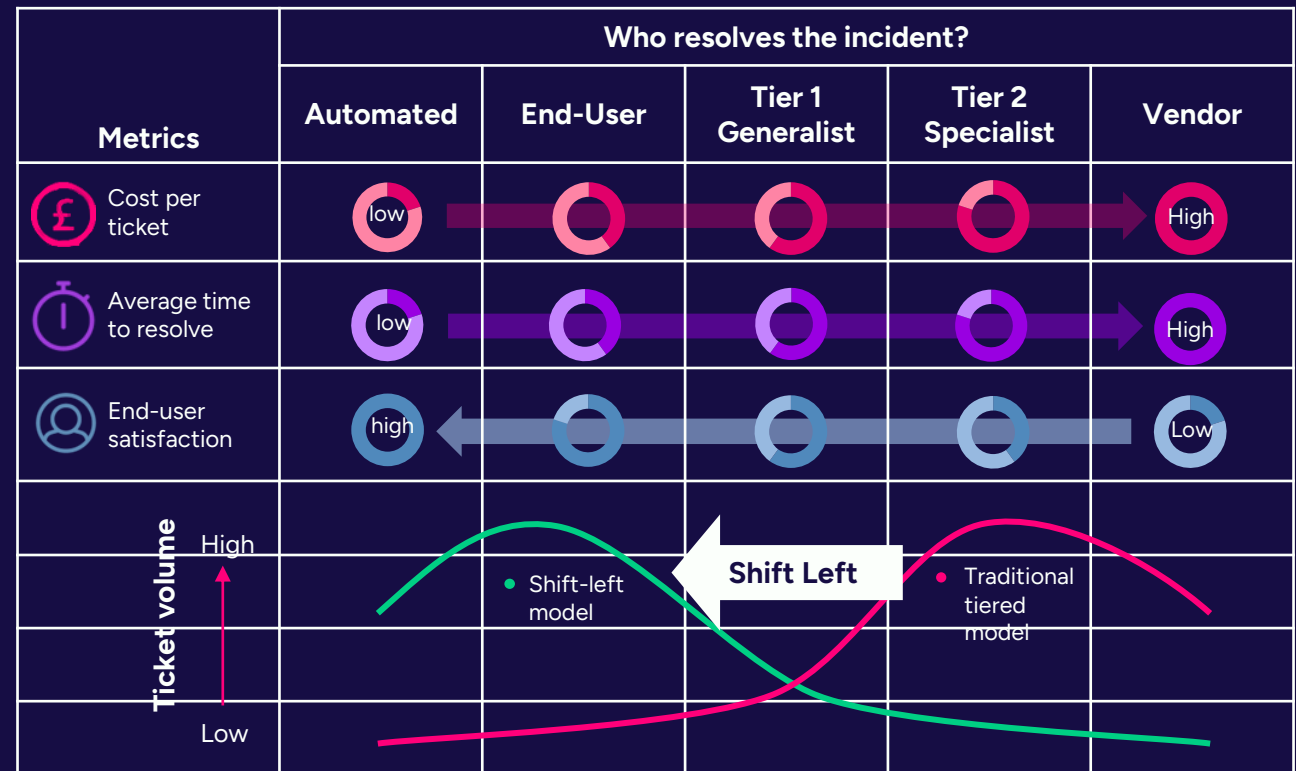 Who resolves the incident?
Metrics
Automated
End-User
Tier 1
Generalist
Tier 2
Specialist
Vendor
£
Cost per
ticket
low
High
Average time
to resolve
low
High
End-user
satisfaction
high
Low
Ticket volume
High
Low
Shift-left
model
Shift Left
Traditional
tiered
model